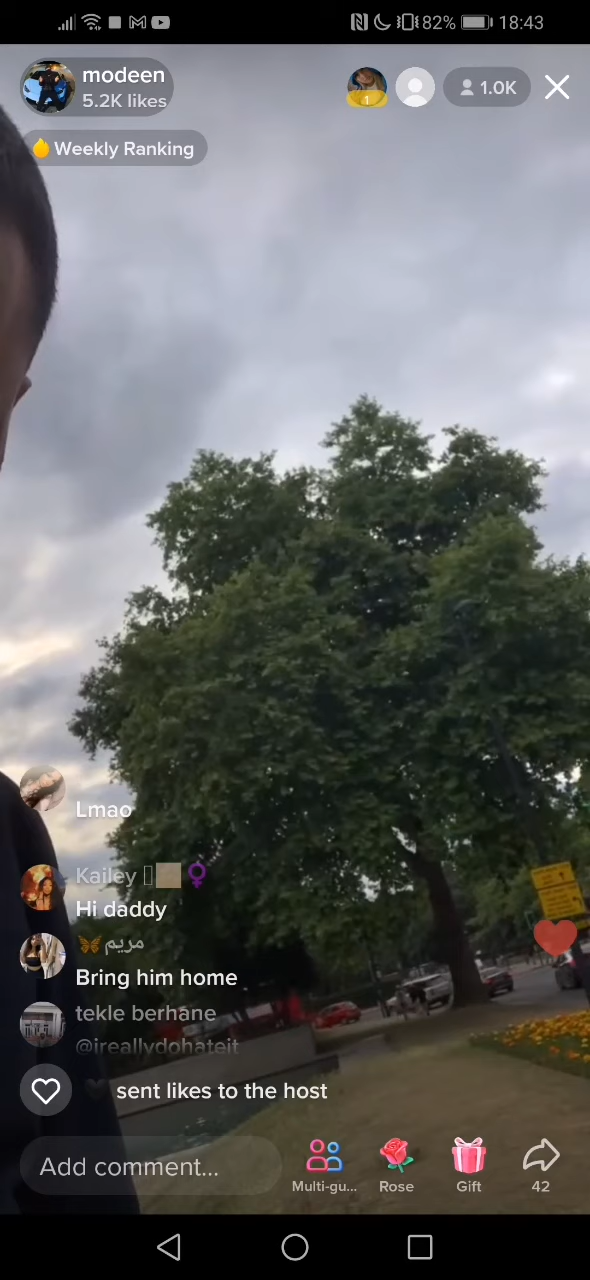 82% 18:43
modeen
5.2K likes
1
1.0K
Weekly Ranking
Lmao
Kailey
Hi daddy
مريم
Bring him home
tekle berhane
@ireallydohateit
sent likes to the host
Add comment...
Multi-gu...
Rose
Gift
42